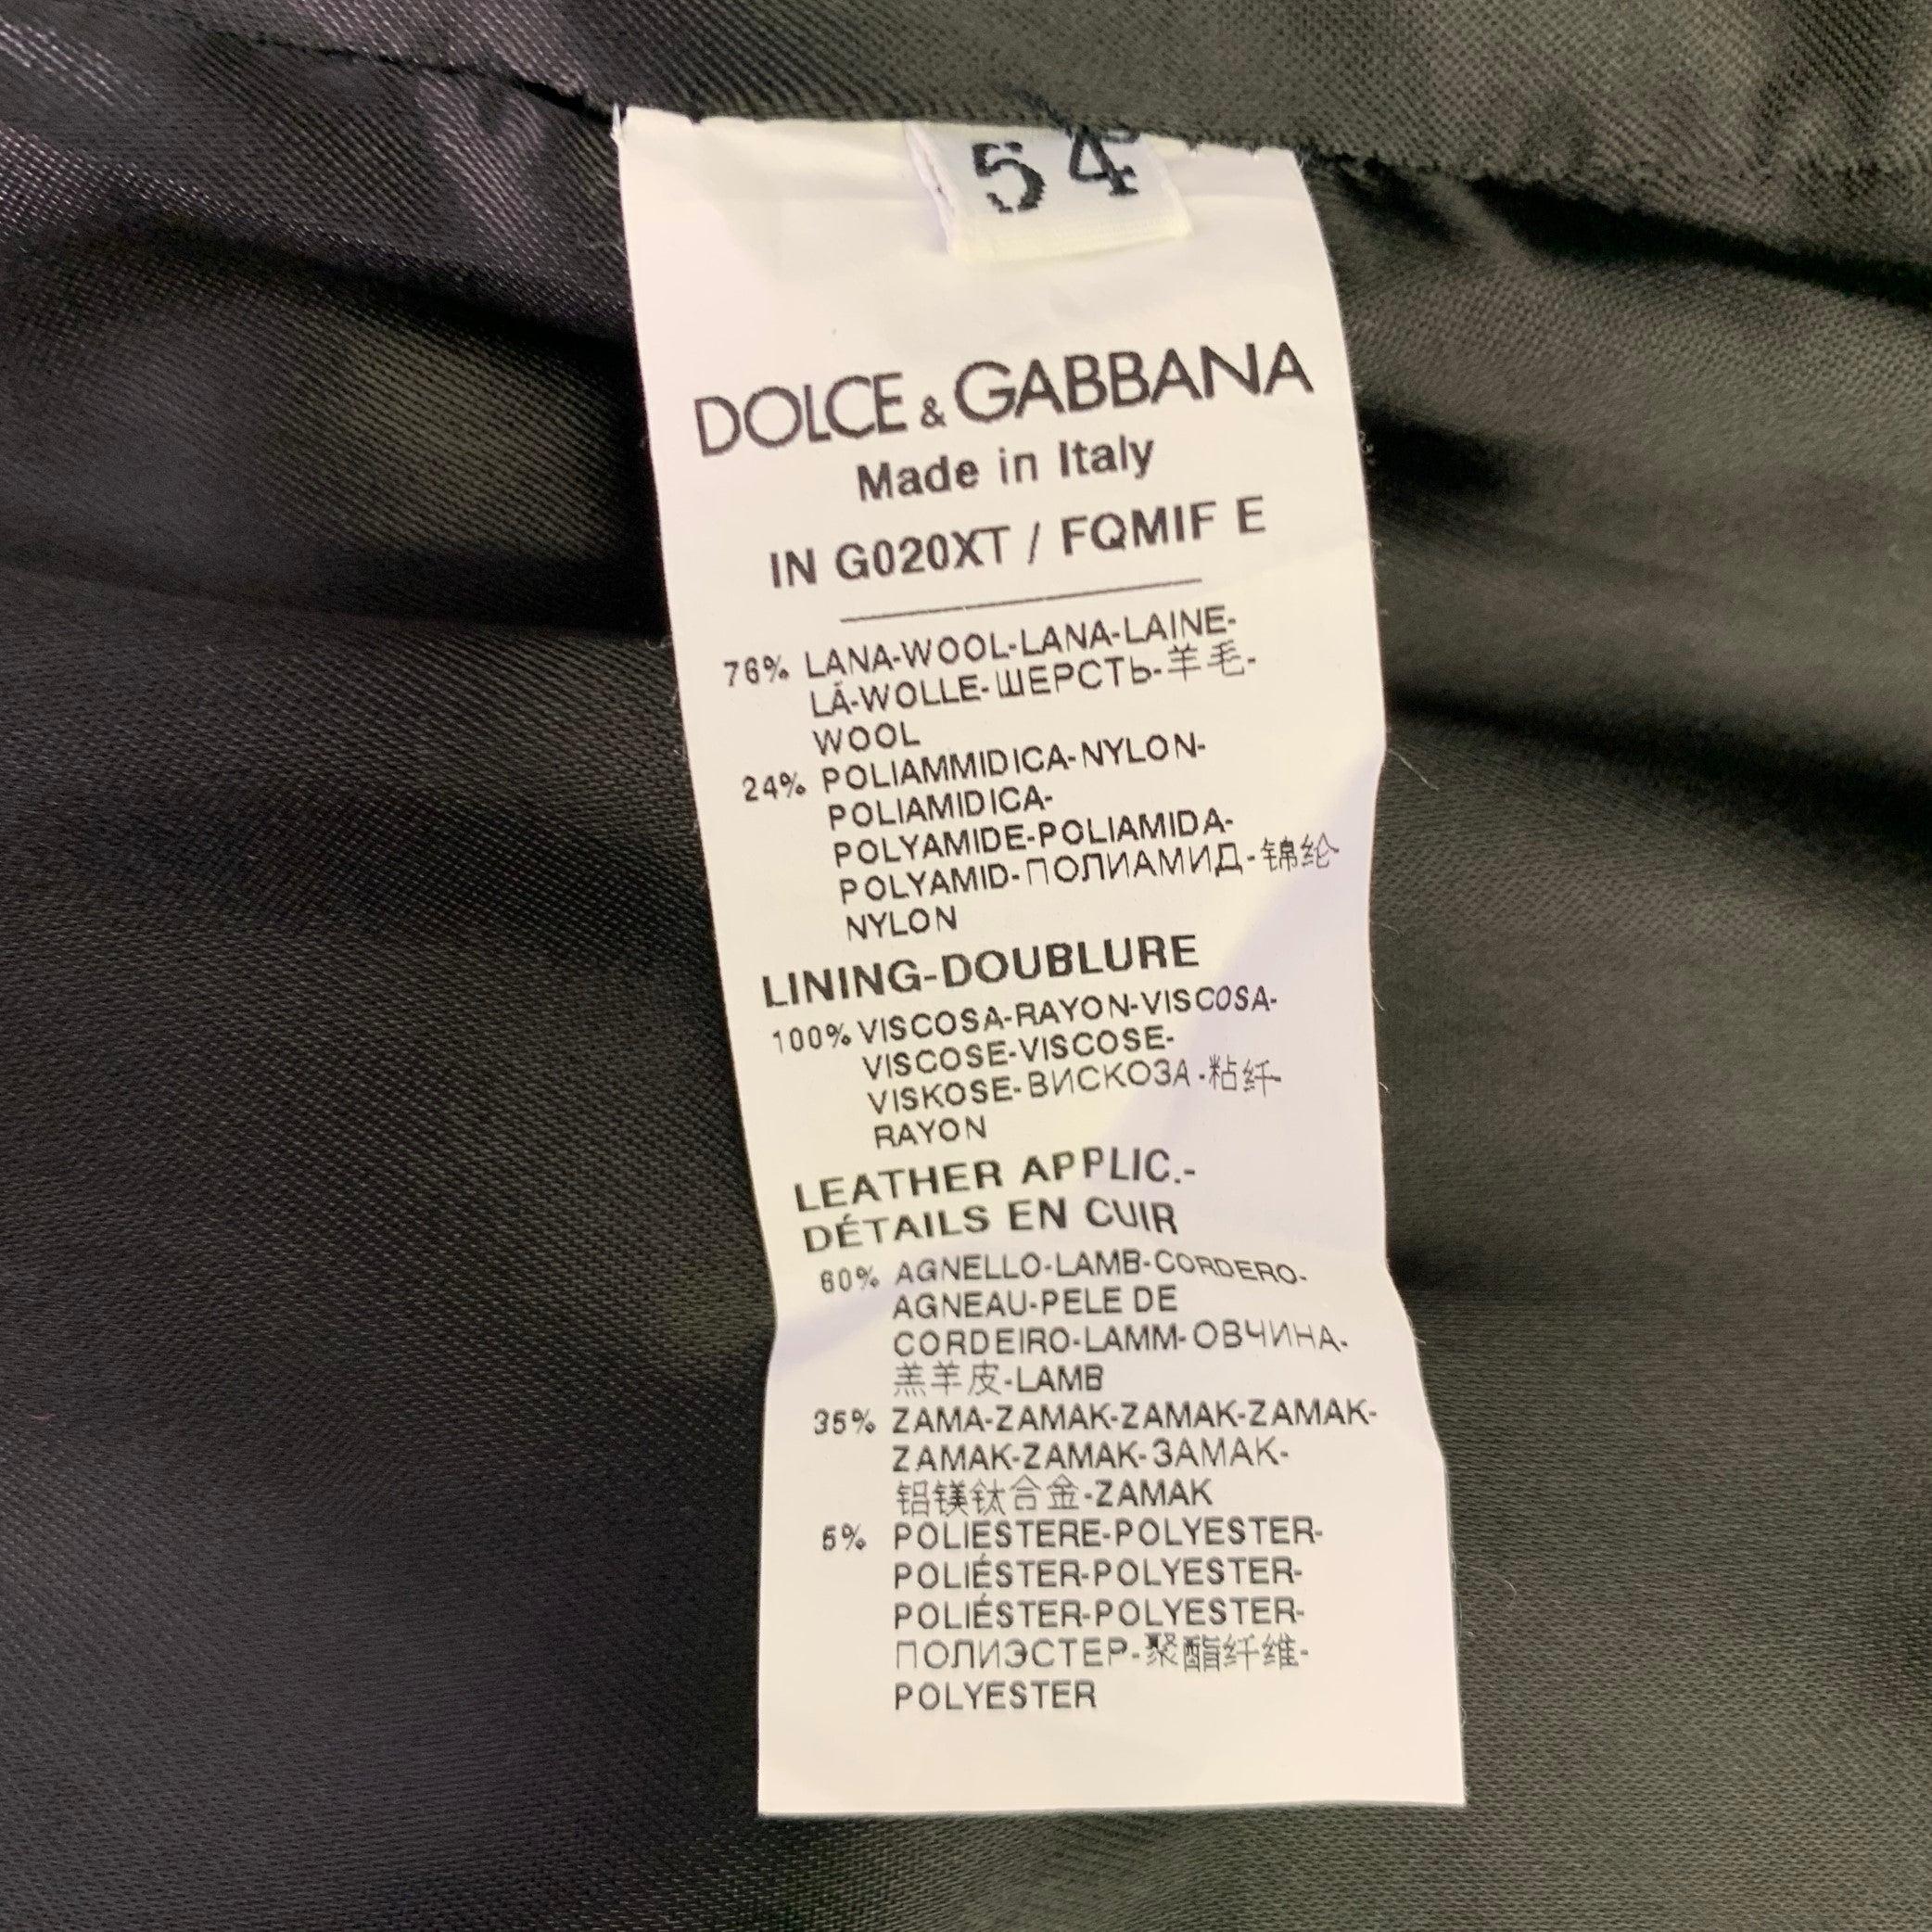 54
DOLCE & GABBANA
Made in Italy
IN G020XT / FQMIF E
76% LANA-WOOL-LANA-LAINE-
LÃ-WOLLE-ШЕРСТЬ-羊毛-
WOOL
24% POLIAMMIDICA-NYLON-
POLIAMIDICA-
POLYAMIDE-POLIAMIDA-
POLYAMID-ПОЛИАМИД-锦纶-
NYLON
LINING-DOUBLURE
100% VISCOSA-RAYON-VISCOSA-
VISCOSE-VISCOSE-
VISKOSE-ВИСКОЗА-粘纤-
RAYON
LEATHER APPLIC.-
DÉTAILS EN CUIR
60% AGNELLO-LAMB-CORDERO-
AGNEAU-PELE DE
CORDEIRO-LAMM-ОВЧИНА-
羔羊皮-LAMB
35% ZAMA-ZAMAK-ZAMAK-ZAMAK-
ZAMAK-ZAMAK-ЗАМАК-
铝镁钛合金-ZAMAK
5% POLIESTERE-POLYESTER-
POLIÉSTER-POLYESTER-
POLIÉSTER-POLYESTER-
ПОЛИЭСТЕР-聚酯纤维-
POLYESTER